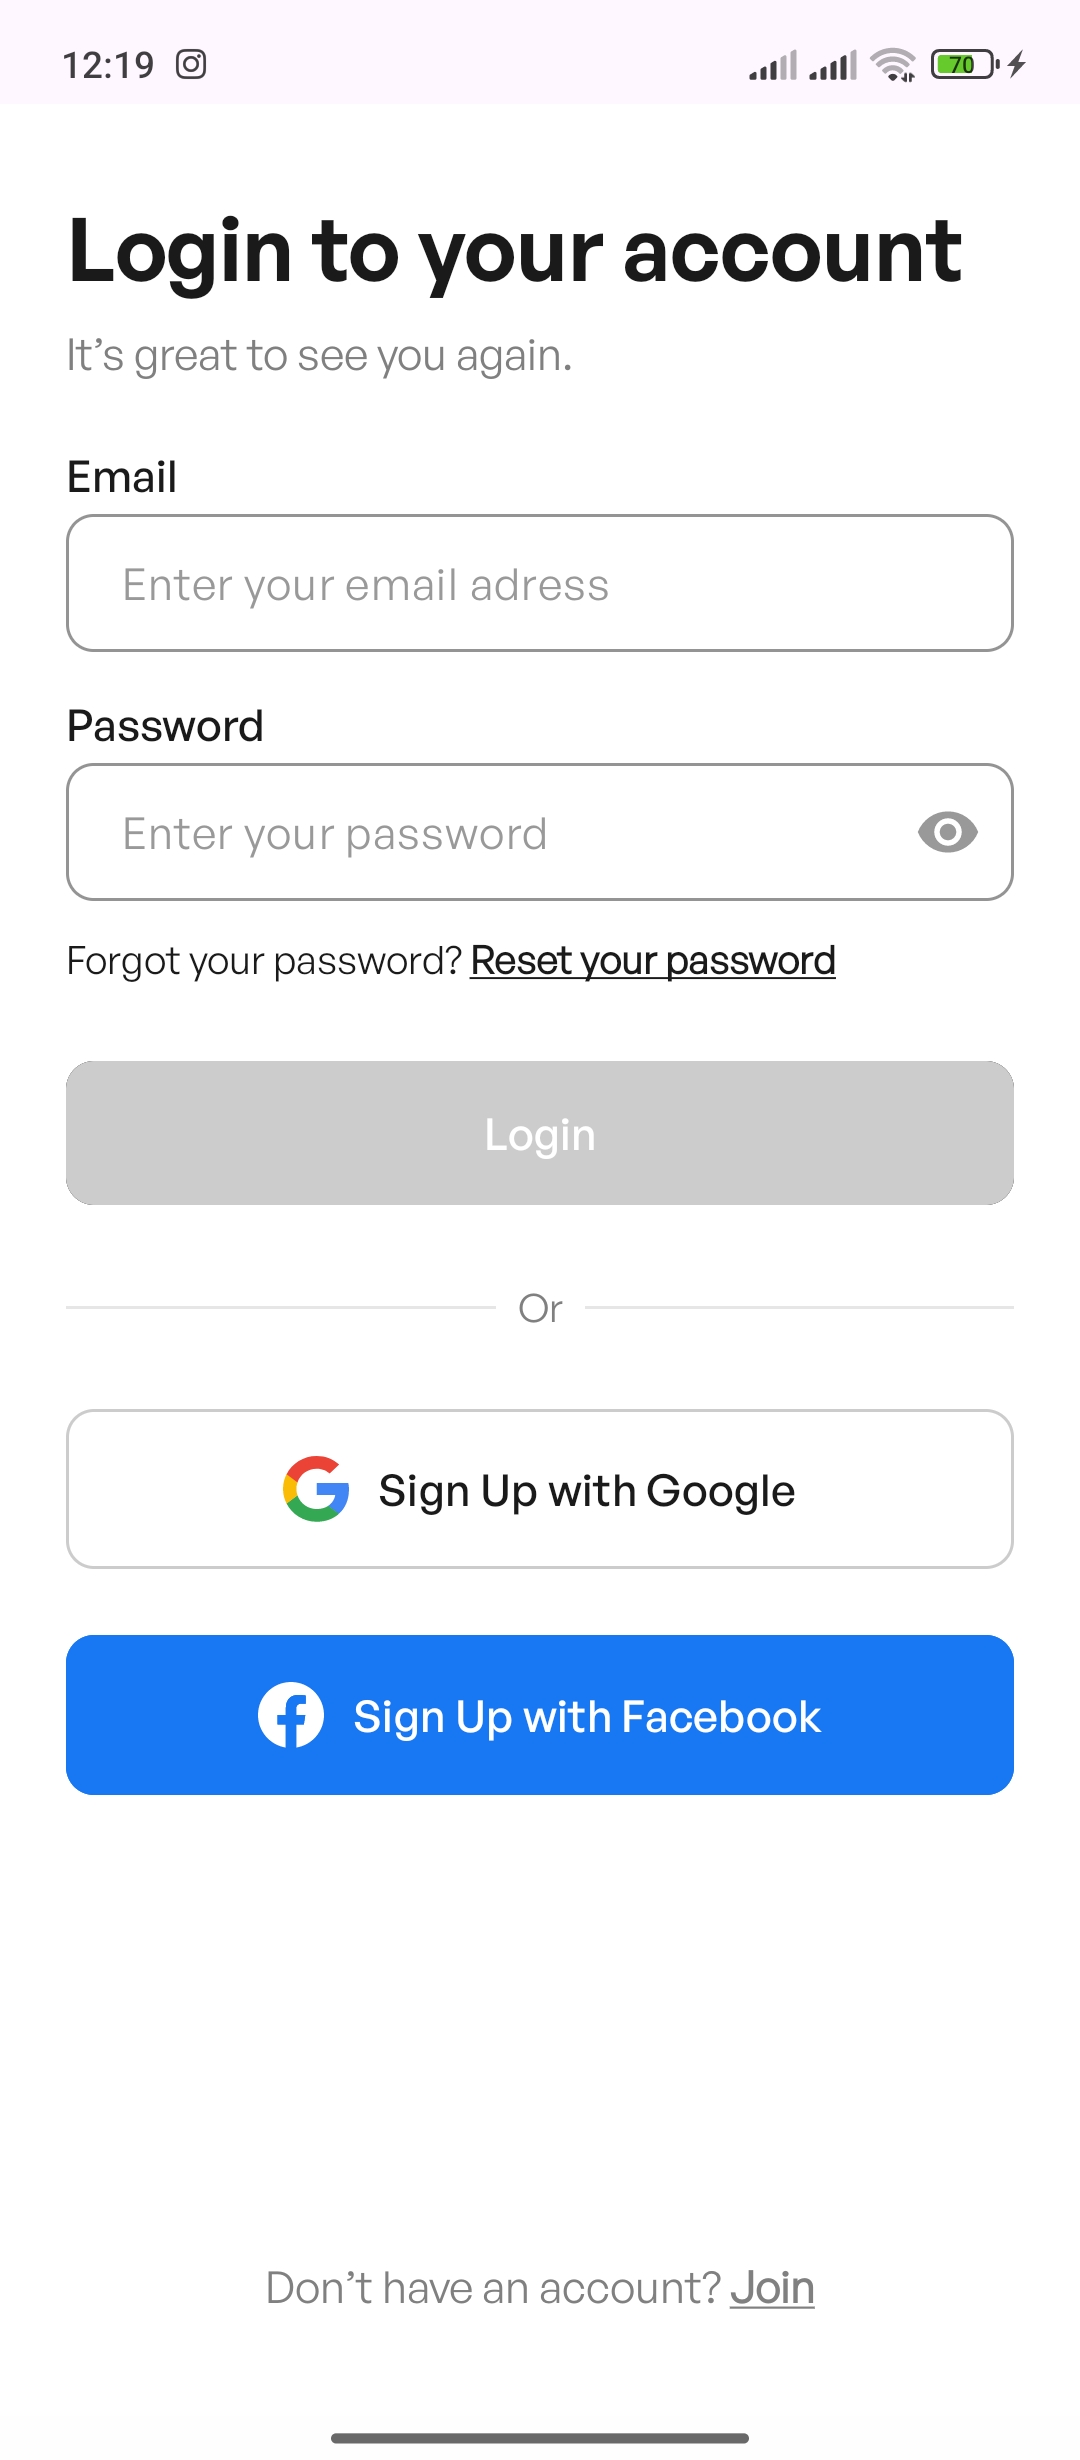 12:19 70
Login to your account
It’s great to see you again.
Email
Enter your email adress
Password
Enter your password
Forgot your password? Reset your password
Login
Or
Sign Up with Google
Sign Up with Facebook
Don’t have an account? Join